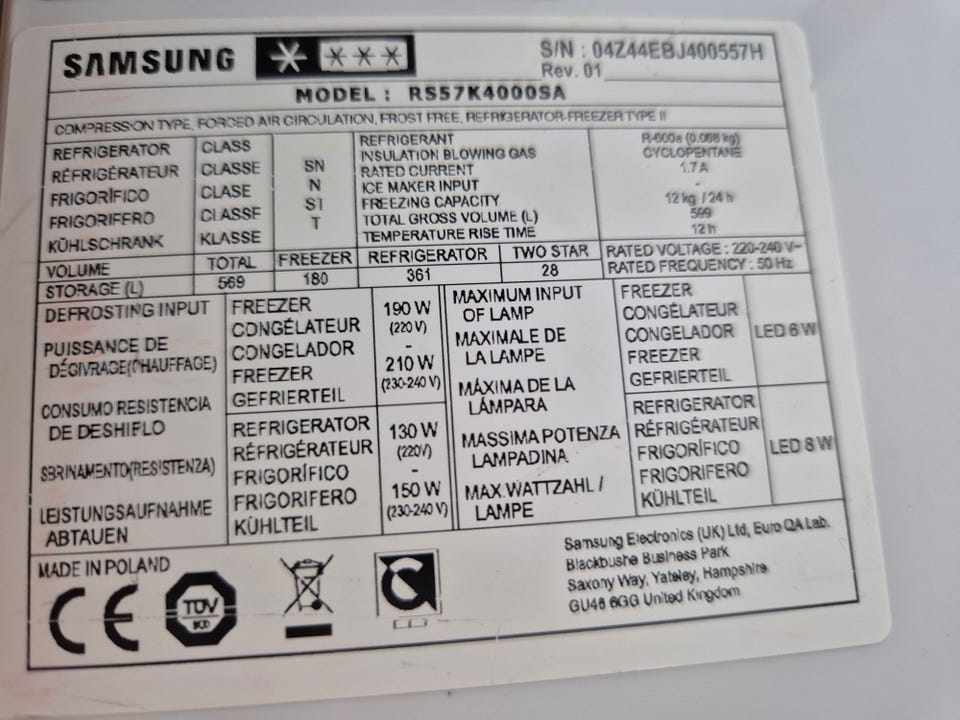 SAMSUNG
S/N : 04Z44EBJ400557H
Rev. 01
MODEL : RS57K4000SA
COMPRESSION TYPE, FORCED AIR CIRCULATION, FROST FREE, REFRIGERATOR-FREEZER TYPE II
REFRIGERATOR CLASS
RÉFRIGÉRATEUR CLASSE
FRIGORÍFICO CLASE
FRIGORIFERO CLASSE
KÜHLSCHRANK KLASSE
SN
N
ST
T
REFRIGERANT R-600a (0.068 kg)
INSULATION BLOWING GAS CYCLOPENTANE
RATED CURRENT 1.7A
ICE MAKER INPUT -
FREEZING CAPACITY 12 kg / 24 h
TOTAL GROSS VOLUME (L) 599
TEMPERATURE RISE TIME 12 h
VOLUME TOTAL FREEZER REFRIGERATOR TWO STAR
STORAGE (L) 569 180 361 28
RATED VOLTAGE : 220-240 V~
RATED FREQUENCY : 50 Hz
DEFROSTING INPUT
PUISSANCE DE
DÉGIVRAGE(CHAUFFAGE)
CONSUMO RESISTENCIA
DE DESHIFLO
SBRINAMENTO(RESISTENZA)
LEISTUNGSAUFNAHME
ABTAUEN
FREEZER
CONGÉLATEUR
CONGELADOR
FREEZER
GEFRIERTEIL
190 W
(220 V)
-
210 W
(230-240 V)
REFRIGERATOR
RÉFRIGÉRATEUR
FRIGORÍFICO
FRIGORIFERO
KÜHLTEIL
130 W
(220V)
-
150 W
(230-240 V)
MAXIMUM INPUT
OF LAMP
MAXIMALE DE
LA LAMPE
MÁXIMA DE LA
LÁMPARA
MASSIMA POTENZA
LAMPADINA
MAX.WATTZAHL /
LAMPE
FREEZER
CONGÉLATEUR
CONGELADOR
FREEZER
GEFRIERTEIL
LED 6 W
REFRIGERATOR
RÉFRIGÉRATEUR
FRIGORÍFICO
FRIGORIFERO
KÜHLTEIL
LED 8 W
MADE IN POLAND
CE
TÜV
Samsung Electronics (UK) Ltd, Euro QA Lab.
Blackbushe Business Park
Saxony Way, Yateley, Hampshire
GU46 6GG United Kingdom